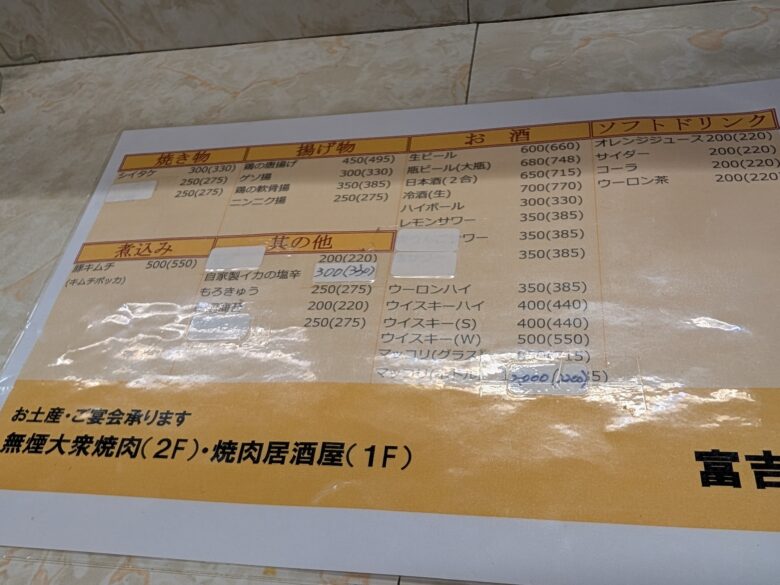 焼き物
シイタケ 300(330)
250(275)
250(275)
揚げ物
鶏の唐揚げ 450(495)
ゲソ揚 300(330)
鶏の軟骨揚 350(385)
ニンニク揚 250(275)
煮込み
豚キムチ 500(550)
(キムチポッカ)
其の他
200(220)
自家製イカの塩辛 300(330)
もろきゅう 250(275)
200(220)
250(275)
お酒
生ビール 600(660)
瓶ビール(大瓶) 680(748)
日本酒(2合) 650(715)
冷酒(生) 700(770)
ハイボール 300(330)
レモンサワー 350(385)
ワー 350(385)
350(385)
ウーロンハイ 350(385)
ウイスキーハイ 400(440)
ウイスキー(S) 400(440)
ウイスキー(W) 500(550)
マッコリ(グラス)
ソフトドリンク
オレンジジュース 200(220)
サイダー 200(220)
コーラ 200(220)
ウーロン茶 200(220
お土産・ご宴会承ります
無煙大衆焼肉(2F)・焼肉居酒屋(1F)
富吉